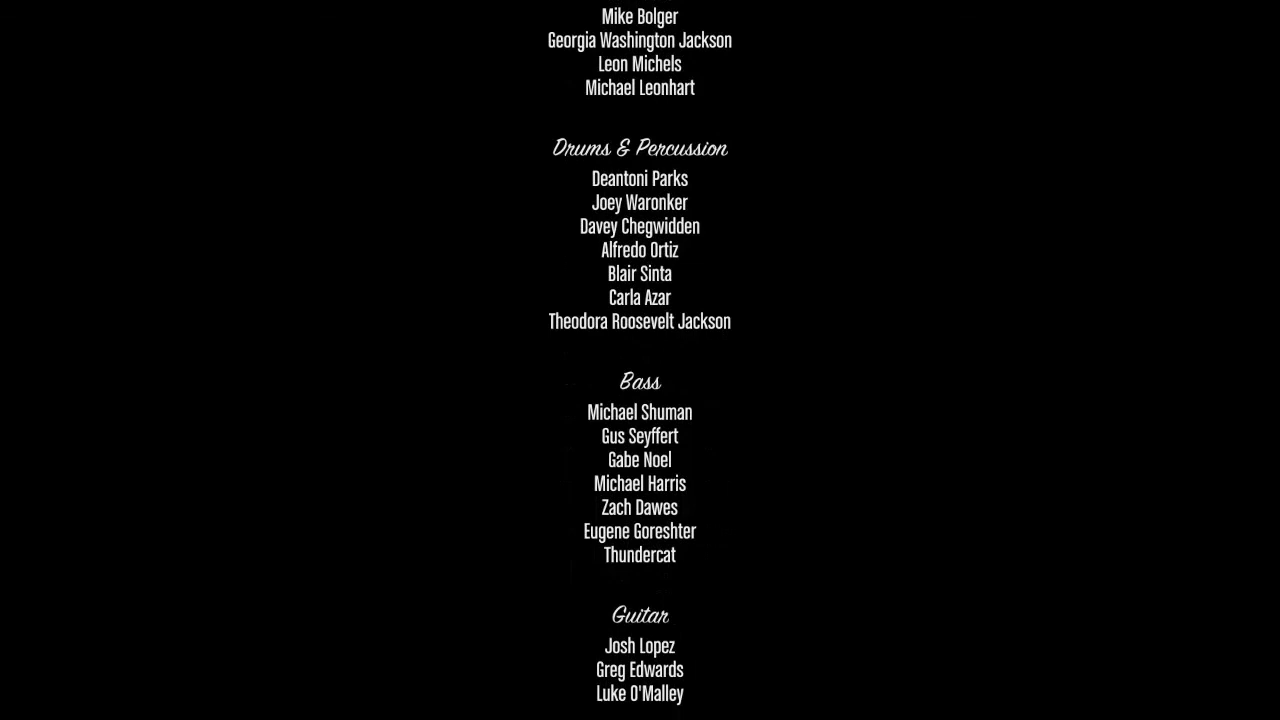 Mike Bolger
Georgia Washington Jackson
Leon Michels
Michael Leonhart
Drums & Percussion
Deantoni Parks
Joey Waronker
Davey Chegwidden
Alfredo Ortiz
Blair Sinta
Carla Azar
Theodora Roosevelt Jackson
Bass
Michael Shuman
Gus Seyffert
Gabe Noel
Michael Harris
Zach Dawes
Eugene Goreshter
Thundercat
Guitar
Josh Lopez
Greg Edwards
Luke O'Malley